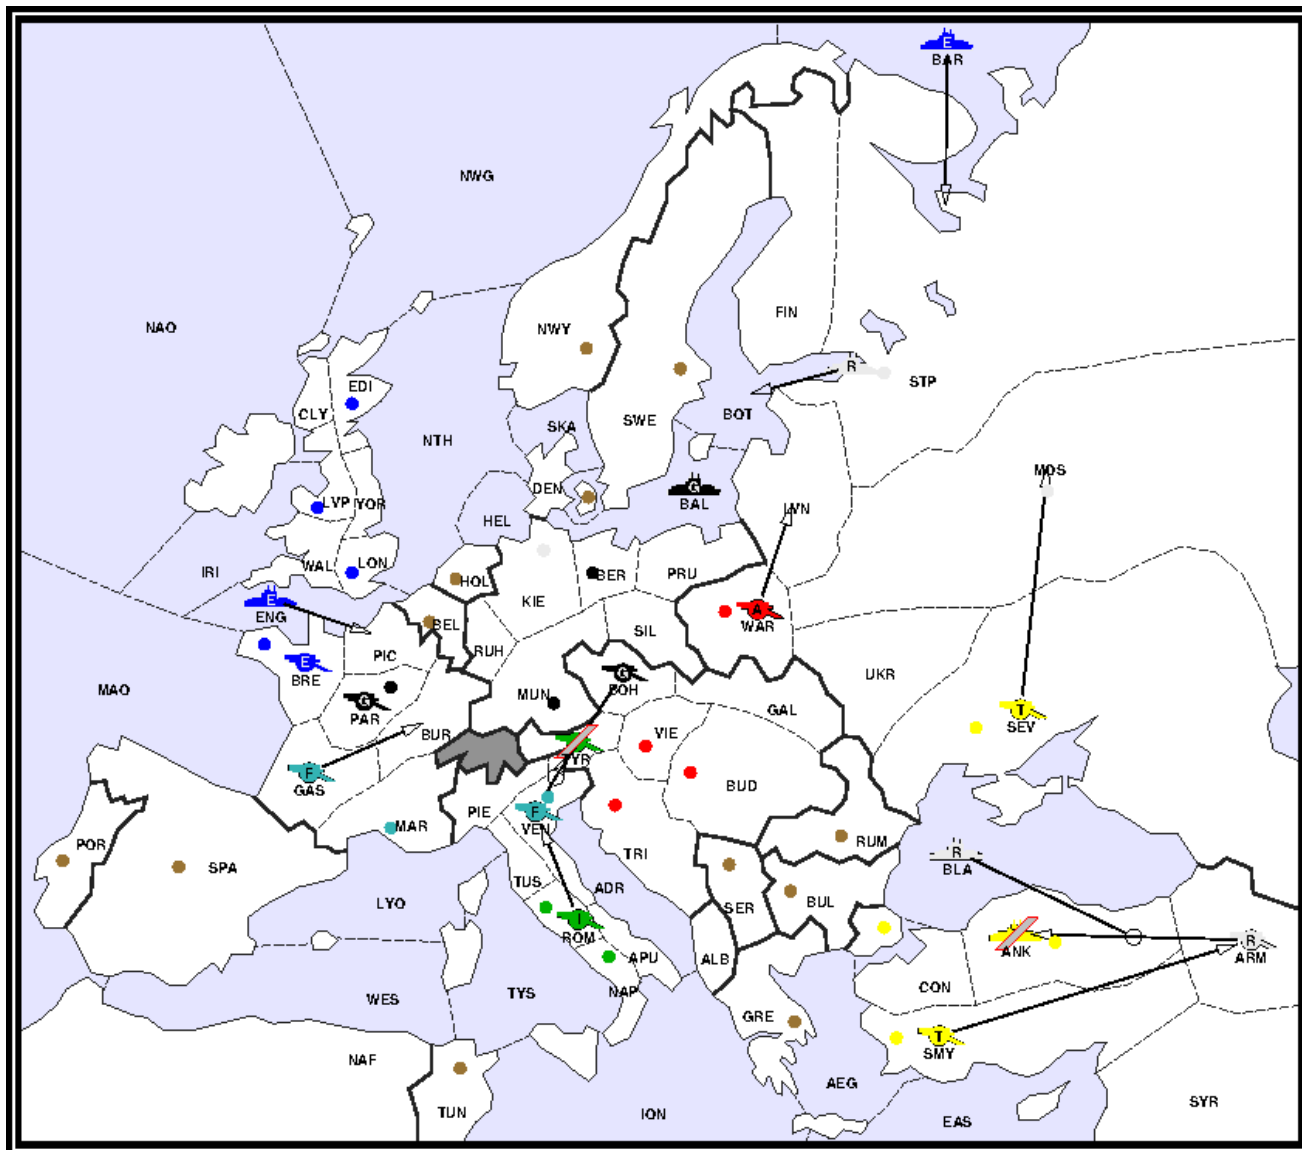 E
BAR
NWG
NAO
NWY
FIN
R
STP
EDI
CLY
SKA
SWE
BOT
NTH
MOS
DEN
G
BAL
LVP YOR
LVN
HEL
IRI
WAL
LON
HOL
KIE
BER
PRU
E
ENG
A
WAR
BEL
SIL
PIC
RUH
E
BRE
G
BOH
UKR
MAO
G
PAR
MUN
GAL
T
SEV
BUR
VIE
TYR
F
GAS
BUD
PIE
F
VEN
MAR
POR
RUM
R
BLA
SPA
TRI
TUS
ADR
SER
BUL
LYO
I
ROM
R
ARM
ANK
APU
ALB
CON
NAP
WES
TYS
GRE
T
SMY
NAF
AEG
TUN
ION
EAS
SYR